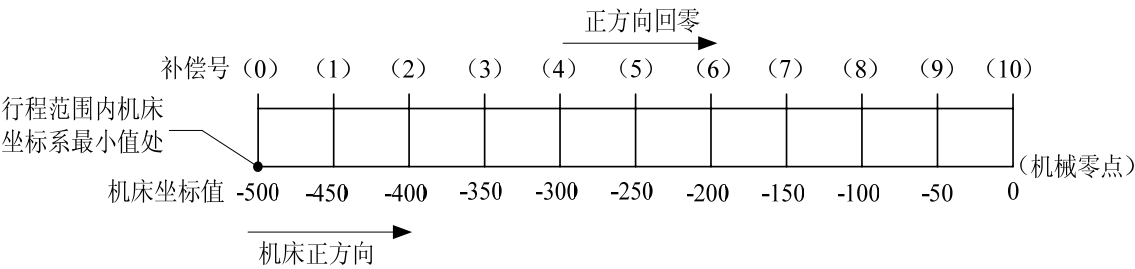 正方向回零
补偿号 (0) (1) (2) (3) (4) (5) (6) (7) (8) (9) (10)
行程范围内机床
坐标系最小值处
(机械零点)
机床坐标值 -500 -450 -400 -350 -300 -250 -200 -150 -100 -50 0
机床正方向